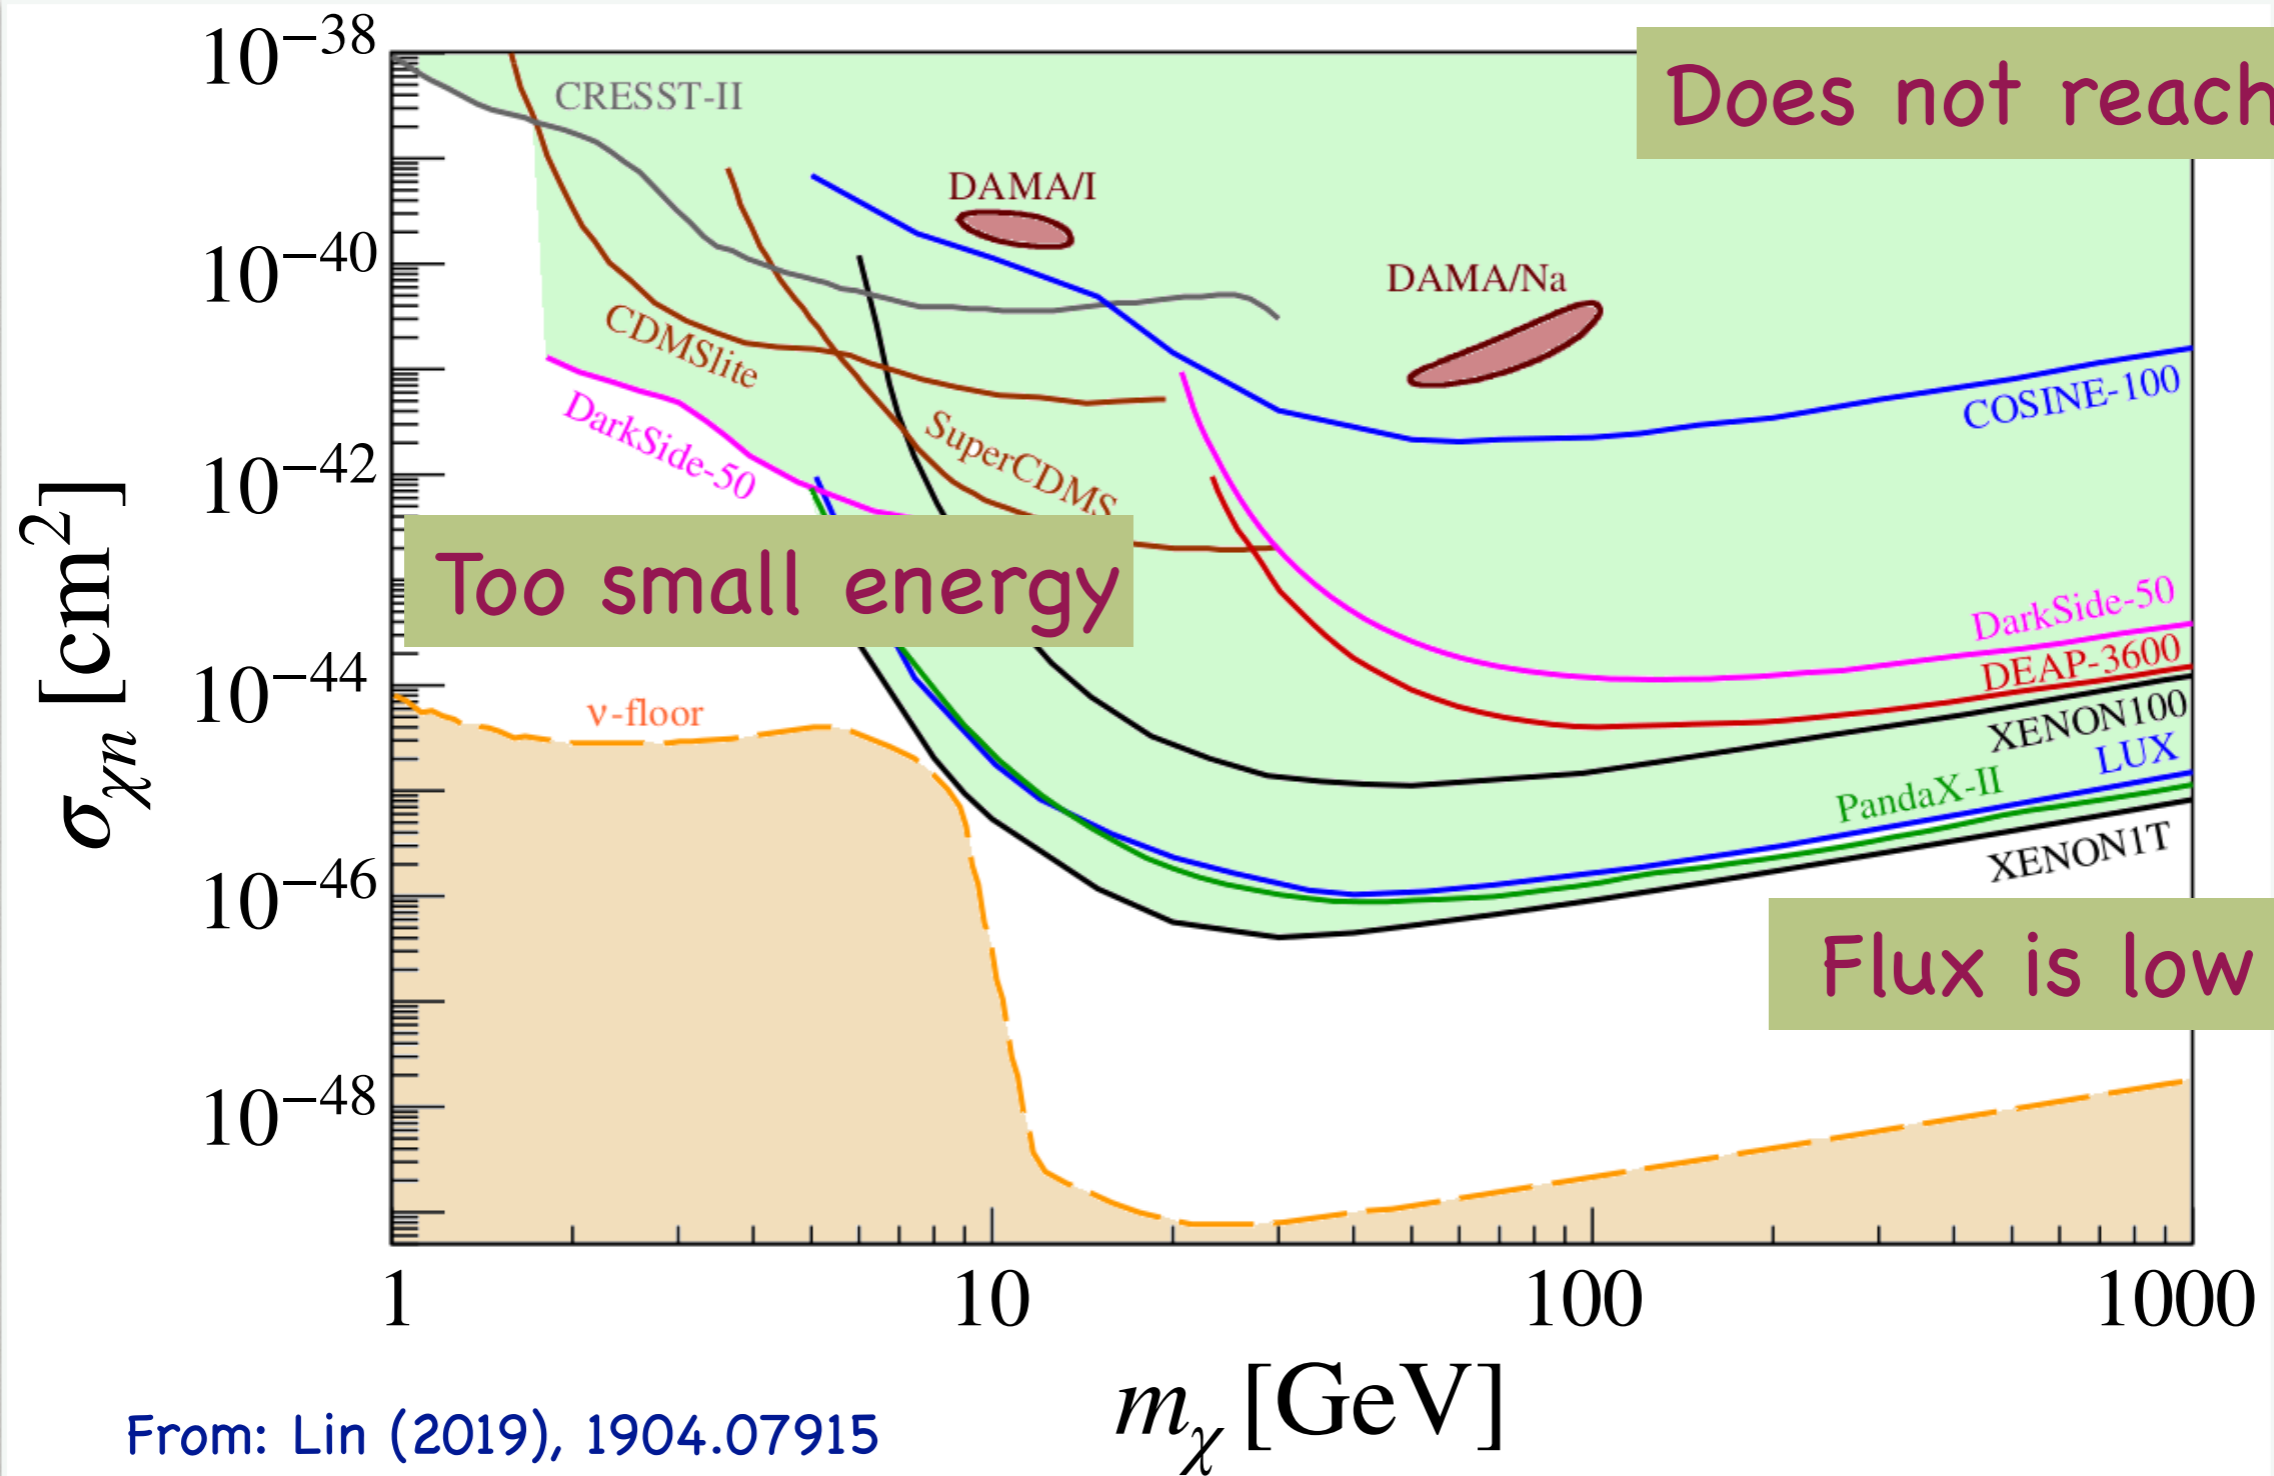 10⁻³⁸
Does not reach
CRESST-II
DAMA/I
10⁻⁴⁰
DAMA/Na
CDMSlite
COSINE-100
DarkSide-50
SuperCDMS
10⁻⁴²
σχn [cm²]
Too small energy
DarkSide-50
DEAP-3600
10⁻⁴⁴
ν-floor
XENON100
LUX
PandaX-II
XENON1T
10⁻⁴⁶
Flux is low
10⁻⁴⁸
1 10 100 1000
mχ [GeV]
From: Lin (2019), 1904.07915